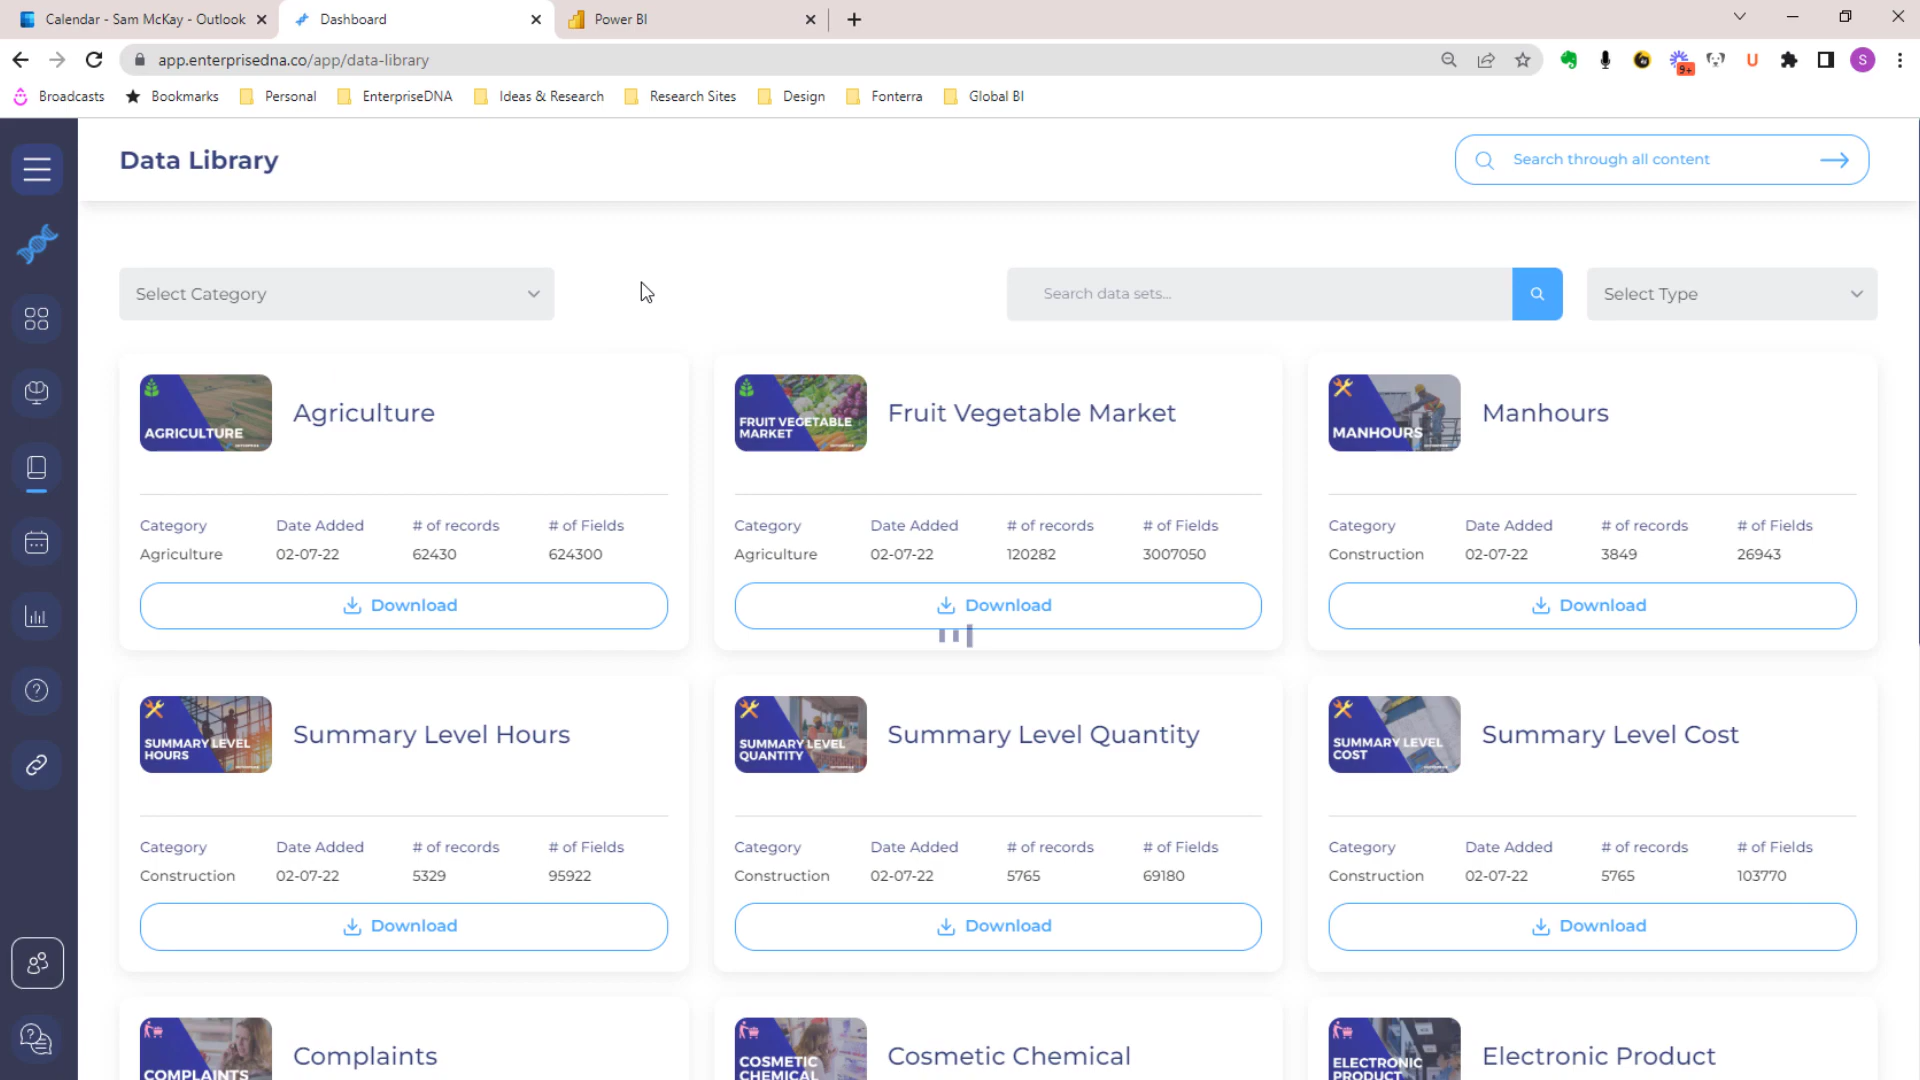 Calendar - Sam McKay - Outlook
Dashboard
Power BI
app.enterprisedna.co/app/data-library
9+
U
S
Broadcasts
Bookmarks
Personal
EnterpriseDNA
Ideas & Research
Research Sites
Design
Fonterra
Global BI
Data Library
Search through all content
Select Category
Search data sets...
Select Type
AGRICULTURE
Agriculture
FRUIT VEGETABLE
MARKET
Fruit Vegetable Market
MANHOURS
Manhours
Category Date Added # of records # of Fields
Agriculture 02-07-22 62430 624300
Download
Category Date Added # of records # of Fields
Agriculture 02-07-22 120282 3007050
Download
Category Date Added # of records # of Fields
Construction 02-07-22 3849 26943
Download
SUMMARY LEVEL
HOURS
Summary Level Hours
SUMMARY LEVEL
QUANTITY
Summary Level Quantity
SUMMARY LEVEL
COST
Summary Level Cost
Category Date Added # of records # of Fields
Construction 02-07-22 5329 95922
Download
Category Date Added # of records # of Fields
Construction 02-07-22 5765 69180
Download
Category Date Added # of records # of Fields
Construction 02-07-22 5765 103770
Download
COMPLAINTS
Complaints
COSMETIC
CHEMICAL
Cosmetic Chemical
ELECTRONIC
PRODUCT
Electronic Product